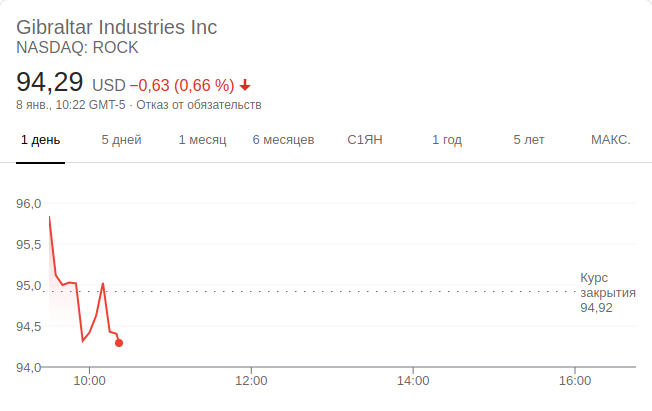 Gibraltar Industries Inc
NASDAQ: ROCK
94,29 USD −0,63 (0,66 %)
8 янв., 10:22 GMT-5 · Отказ от обязательств
1 день 5 дней 1 месяц 6 месяцев С1ЯН 1 год 5 лет МАКС.
96,0
95,5
95,0
94,5
94,0
Курс
закрытия
94,92
10:00 12:00 14:00 16:00